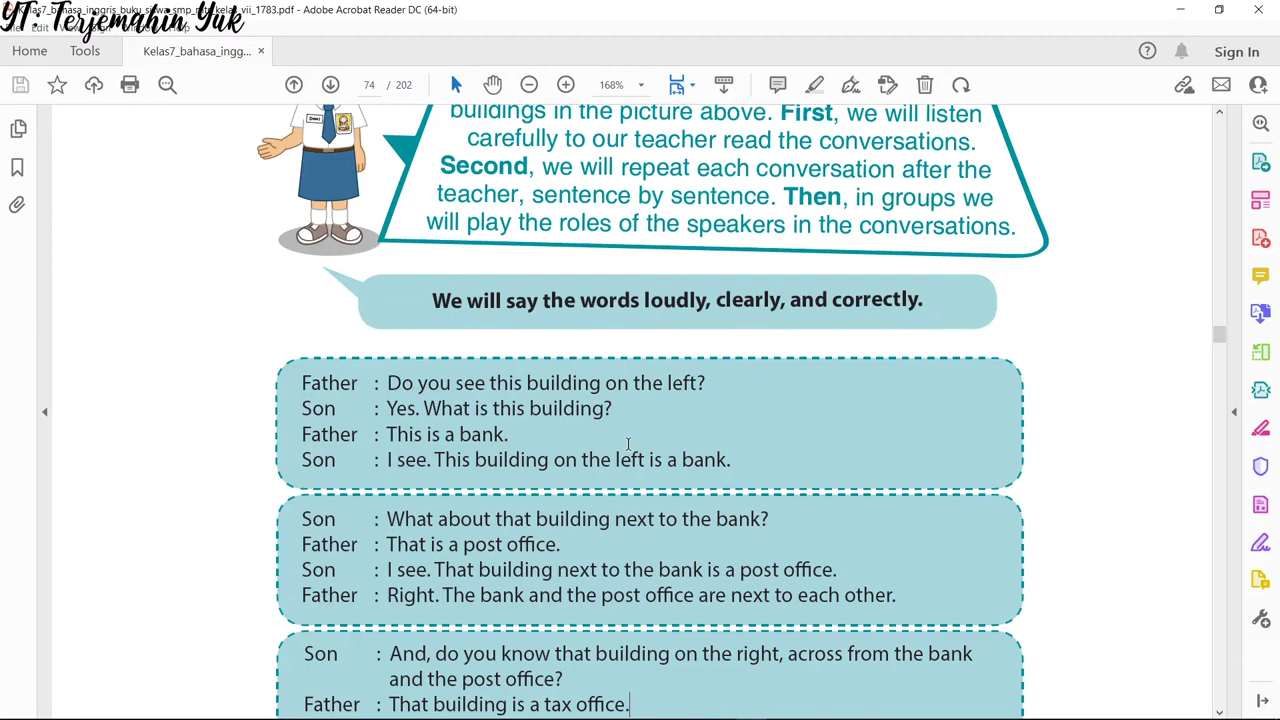 YT: Terjemahin Yuk
elas7_bahasa_inggris_buku_siswa_smp_mts_kelas_vii_1783.pdf - Adobe Acrobat Reader DC (64-bit)
Home Tools Kelas7_bahasa_ingg... × Sign In
74 / 202 168%
buildings in the picture above. First, we will listen
carefully to our teacher read the conversations.
Second, we will repeat each conversation after the
teacher, sentence by sentence. Then, in groups we
will play the roles of the speakers in the conversations.
We will say the words loudly, clearly, and correctly.
Father : Do you see this building on the left?
Son : Yes. What is this building?
Father : This is a bank.
Son : I see. This building on the left is a bank.
Son : What about that building next to the bank?
Father : That is a post office.
Son : I see. That building next to the bank is a post office.
Father : Right. The bank and the post office are next to each other.
Son : And, do you know that building on the right, across from the bank
and the post office?
Father : That building is a tax office.